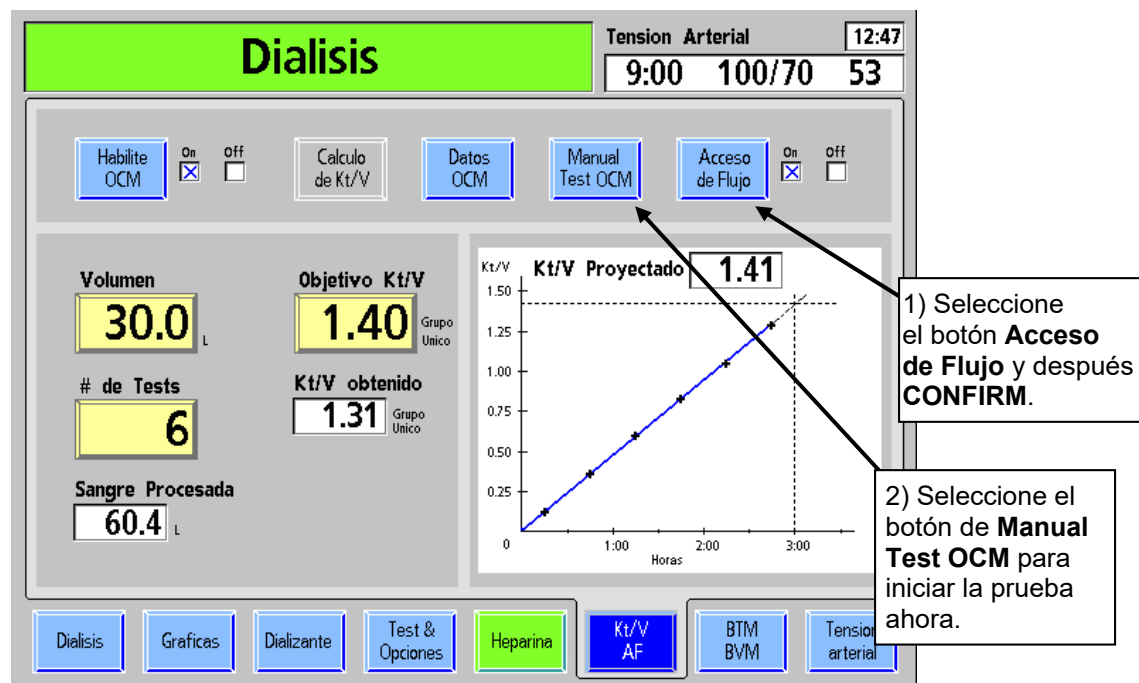 Dialisis
Tension Arterial
12:47
9:00 100/70 53
Habilite
OCM
On Off
Calculo
de Kt/V
Datos
OCM
Manual
Test OCM
Acceso
de Flujo
On Off
Volumen
30.0 L
Objetivo Kt/V
1.40 Grupo
Unico
# de Tests
6
Kt/V obtenido
1.31 Grupo
Unico
Sangre Procesada
60.4 L
Kt/V
Kt/V Proyectado 1.41
1.50
1.25
1.00
0.75
0.50
0.25
0 1:00 2:00 3:00
Horas
1) Seleccione
el botón Acceso
de Flujo y después
CONFIRM.
2) Seleccione el
botón de Manual
Test OCM para
iniciar la prueba
ahora.
Dialisis
Graficas
Dializante
Test &
Opciones
Heparina
Kt/V
AF
BTM
BVM
Tension
arterial